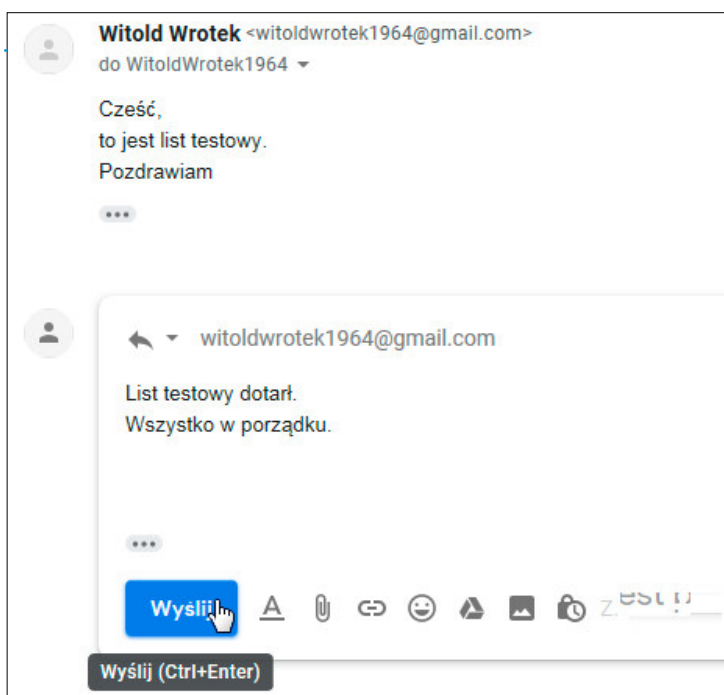 Witold Wrotek <witoldwrotek1964@gmail.com>
do WitoldWrotek1964
Cześć,
to jest list testowy.
Pozdrawiam
witoldwrotek1964@gmail.com
List testowy dotarł.
Wszystko w porządku.
Wyślij
Wyślij (Ctrl+Enter)